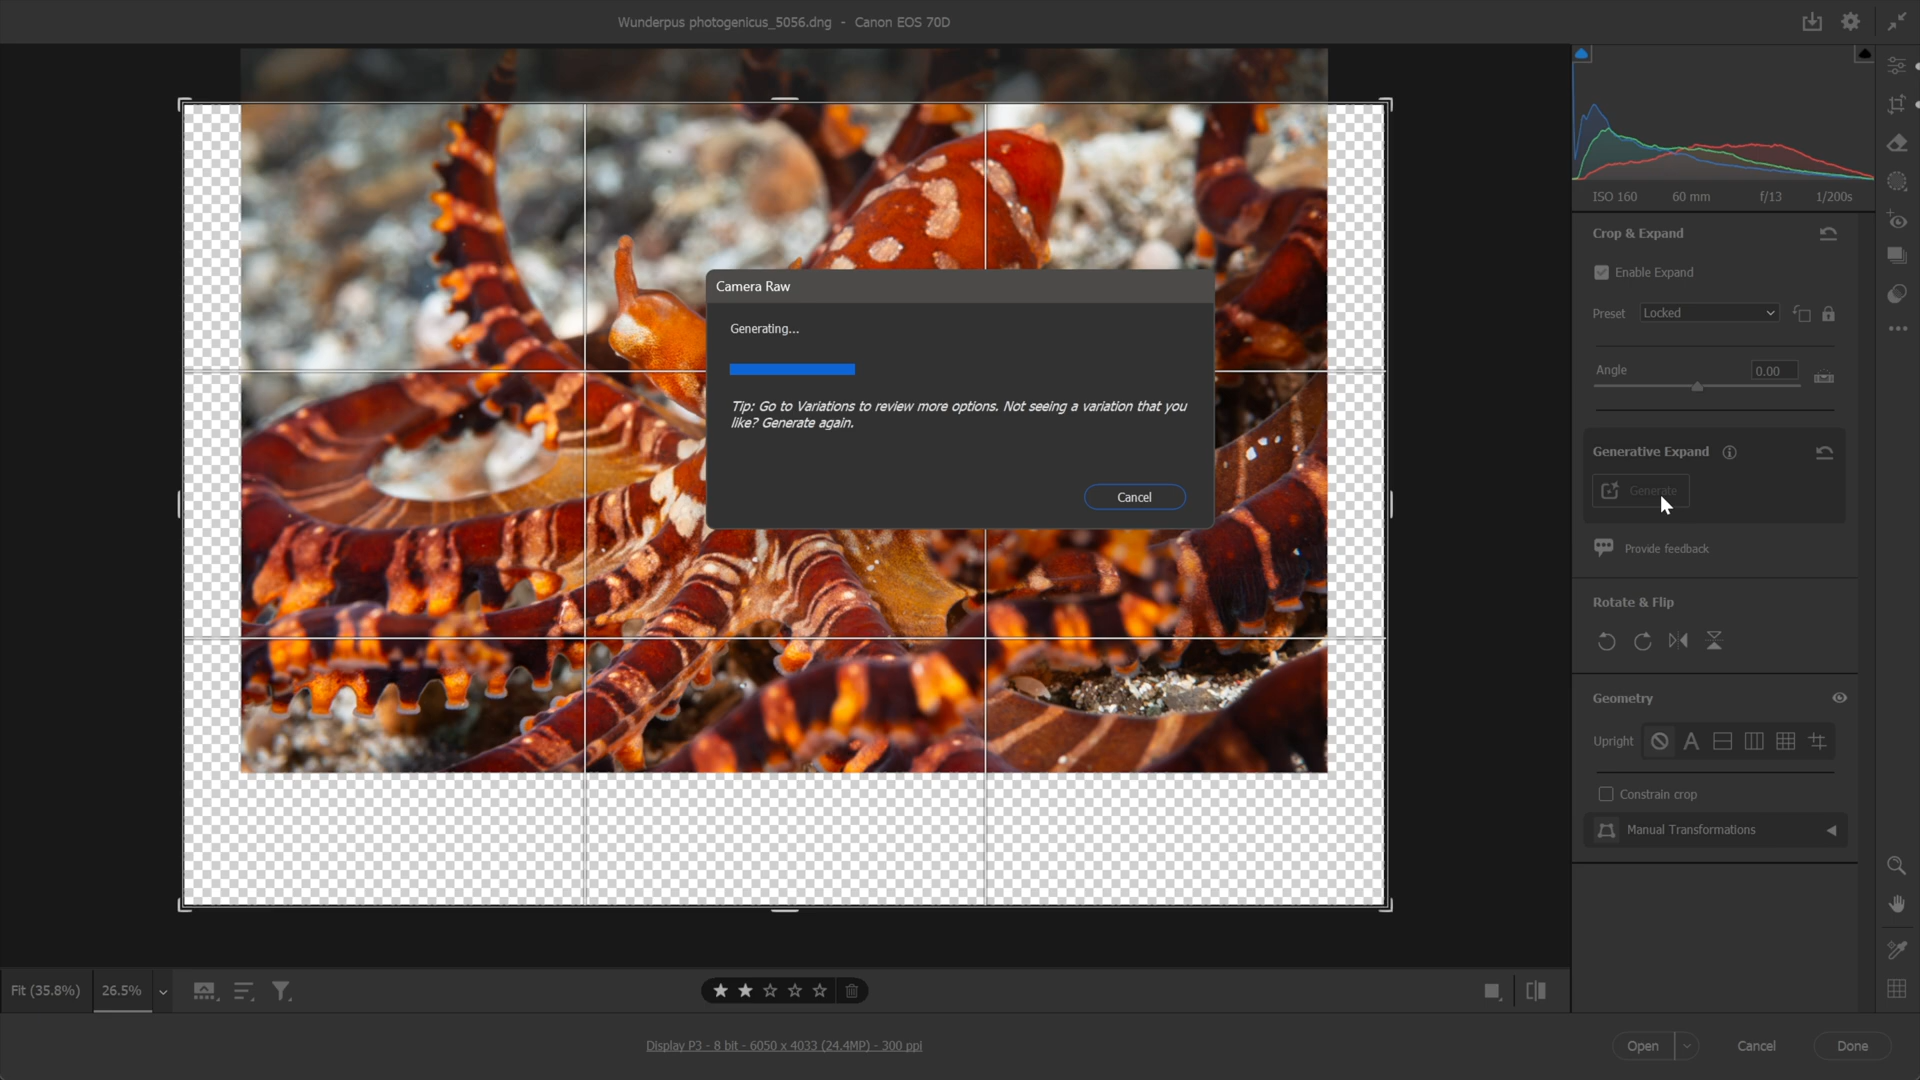 Wunderpus photogenicus_5056.dng - Canon EOS 70D
ISO 160 60 mm f/13 1/200s
Crop & Expand
Enable Expand
Preset Locked
Angle 0.00
Generative Expand
Generate
Provide feedback
Rotate & Flip
Geometry
Upright A
Constrain crop
Manual Transformations
Camera Raw
Generating...
Tip: Go to Variations to review more options. Not seeing a variation that you
like? Generate again.
Cancel
Fit (35.8%) 26.5%
Display P3 - 8 bit - 6050 x 4033 (24.4MP) - 300 ppi
Open Cancel Done